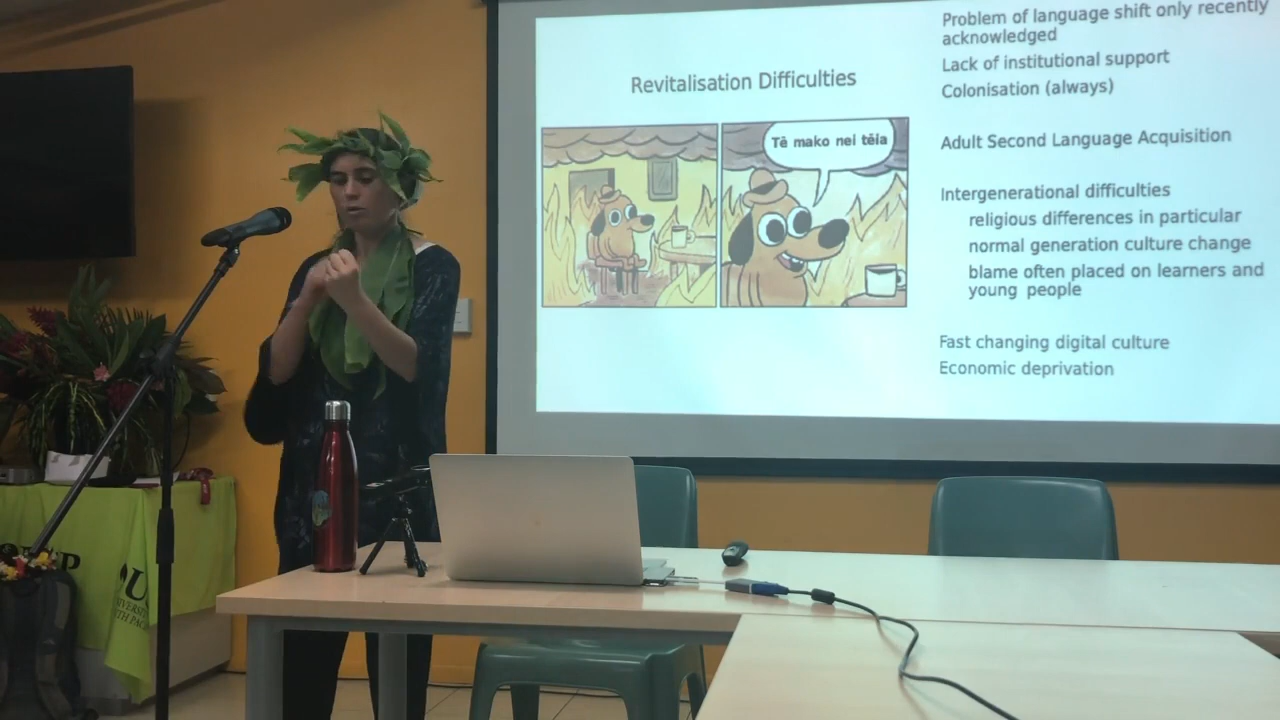 Revitalisation Difficulties
Tē mako nei tēia
Problem of language shift only recently
acknowledged
Lack of institutional support
Colonisation (always)
Adult Second Language Acquisition
Intergenerational difficulties
religious differences in particular
normal generation culture change
blame often placed on learners and
young people
Fast changing digital culture
Economic deprivation